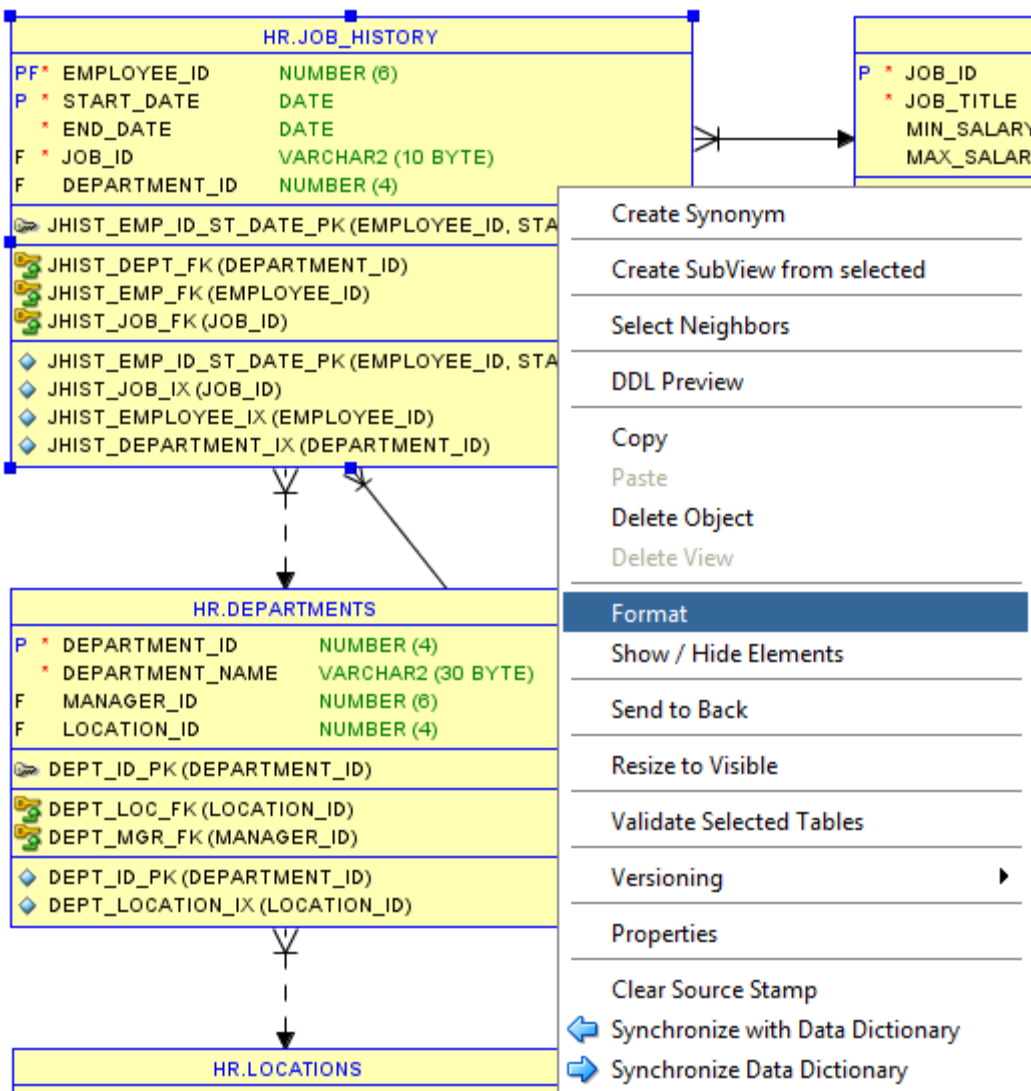 HR.JOB_HISTORY
PF* EMPLOYEE_ID NUMBER (6)
P * START_DATE DATE
* END_DATE DATE
F * JOB_ID VARCHAR2 (10 BYTE)
F DEPARTMENT_ID NUMBER (4)
JHIST_EMP_ID_ST_DATE_PK (EMPLOYEE_ID, STA
JHIST_DEPT_FK (DEPARTMENT_ID)
JHIST_EMP_FK (EMPLOYEE_ID)
JHIST_JOB_FK (JOB_ID)
JHIST_EMP_ID_ST_DATE_PK (EMPLOYEE_ID, STA
JHIST_JOB_IX (JOB_ID)
JHIST_EMPLOYEE_IX (EMPLOYEE_ID)
JHIST_DEPARTMENT_IX (DEPARTMENT_ID)
P * JOB_ID
* JOB_TITLE
MIN_SALARY
MAX_SALAR
HR.DEPARTMENTS
P * DEPARTMENT_ID NUMBER (4)
* DEPARTMENT_NAME VARCHAR2 (30 BYTE)
F MANAGER_ID NUMBER (6)
F LOCATION_ID NUMBER (4)
DEPT_ID_PK (DEPARTMENT_ID)
DEPT_LOC_FK (LOCATION_ID)
DEPT_MGR_FK (MANAGER_ID)
DEPT_ID_PK (DEPARTMENT_ID)
DEPT_LOCATION_IX (LOCATION_ID)
HR.LOCATIONS
Create Synonym
Create SubView from selected
Select Neighbors
DDL Preview
Copy
Paste
Delete Object
Delete View
Format
Show / Hide Elements
Send to Back
Resize to Visible
Validate Selected Tables
Versioning
Properties
Clear Source Stamp
Synchronize with Data Dictionary
Synchronize Data Dictionary